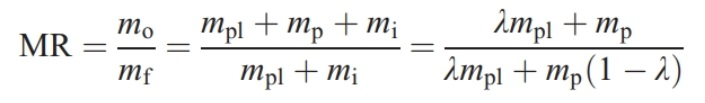 MR = m_o / m_f = (m_pl + m_p + m_i) / (m_pl + m_i) = (λm_pl + m_p) / (λm_pl + m_p(1 − λ))